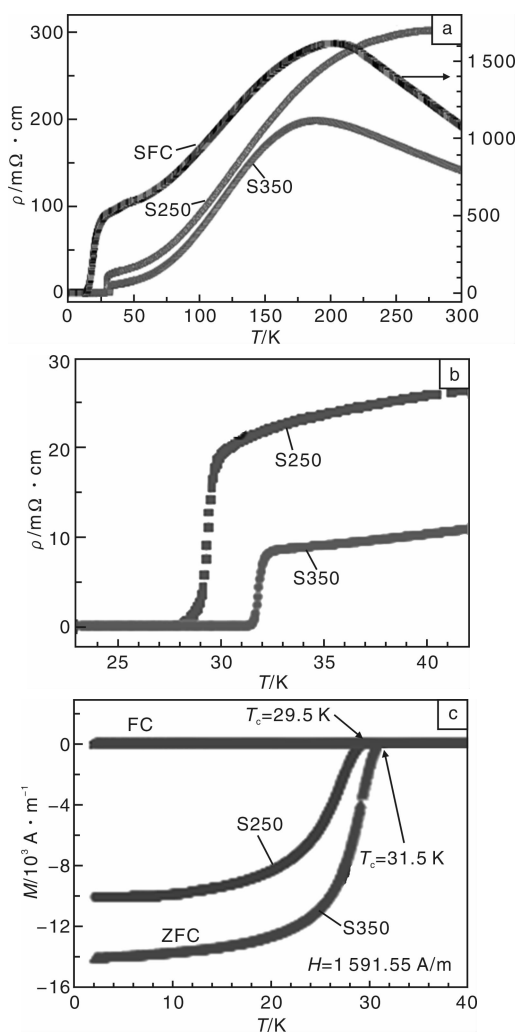 a
300
200
100
0
ρ/mΩ · cm
SFC
S250
S350
1 500
1 000
500
0
0 50 100 150 200 250 300
T/K
b
30
20
10
0
ρ/mΩ · cm
S250
S350
25 30 35 40
T/K
c
FC
Tc=29.5 K
0
−4
−8
−12
−16
M/10³ A · m⁻¹
S250
Tc=31.5 K
ZFC
S350
H=1 591.55 A/m
0 10 20 30 40
T/K